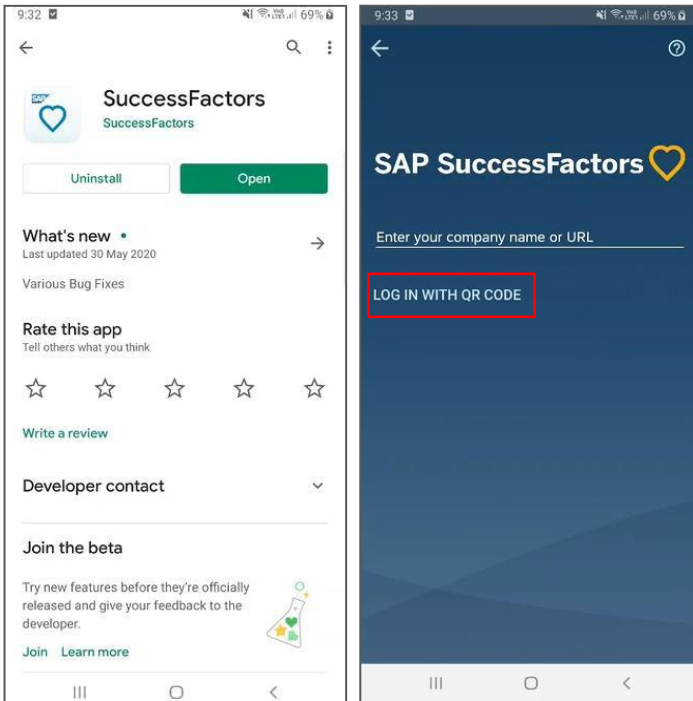 9:32
69%
SAP
SuccessFactors
SuccessFactors
Uninstall
Open
What's new •
Last updated 30 May 2020
Various Bug Fixes
Rate this app
Tell others what you think
Write a review
Developer contact
Join the beta
Try new features before they're officially
released and give your feedback to the
developer.
Join Learn more
9:33
69%
SAP SuccessFactors
Enter your company name or URL
LOG IN WITH QR CODE